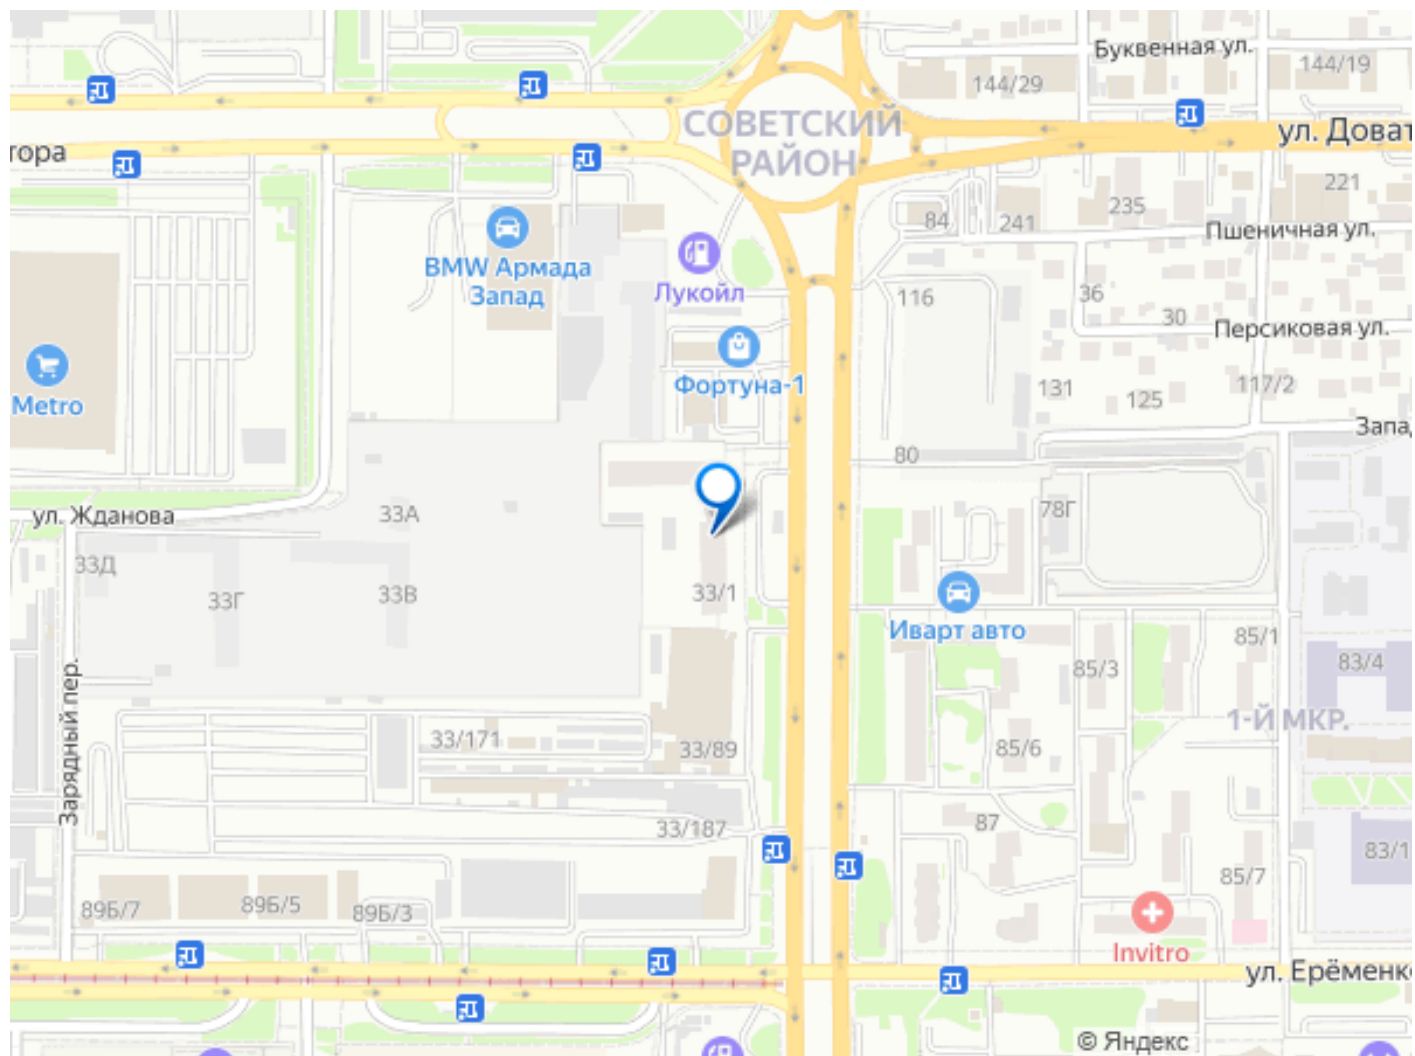 Буквенная ул.
144/19
144/29
СОВЕТСКИЙ
РАЙОН
ул. Доват
тора
221
235
84
241
Пшеничная ул.
BMW Армада
Запад
Лукойл
36
116
30
Персиковая ул.
Фортуна-1
131
125
117/2
Metro
Запад
80
ул. Жданова
33А
78Г
33Д
33Г
33В
33/1
Иварт авто
85/1
83/4
85/3
Зарядный пер.
1-Й МКР.
33/171
33/89
85/6
33/187
87
83/1
85/7
89Б/7
89Б/5
89Б/3
Invitro
ул. Ерёменко
© Яндекс